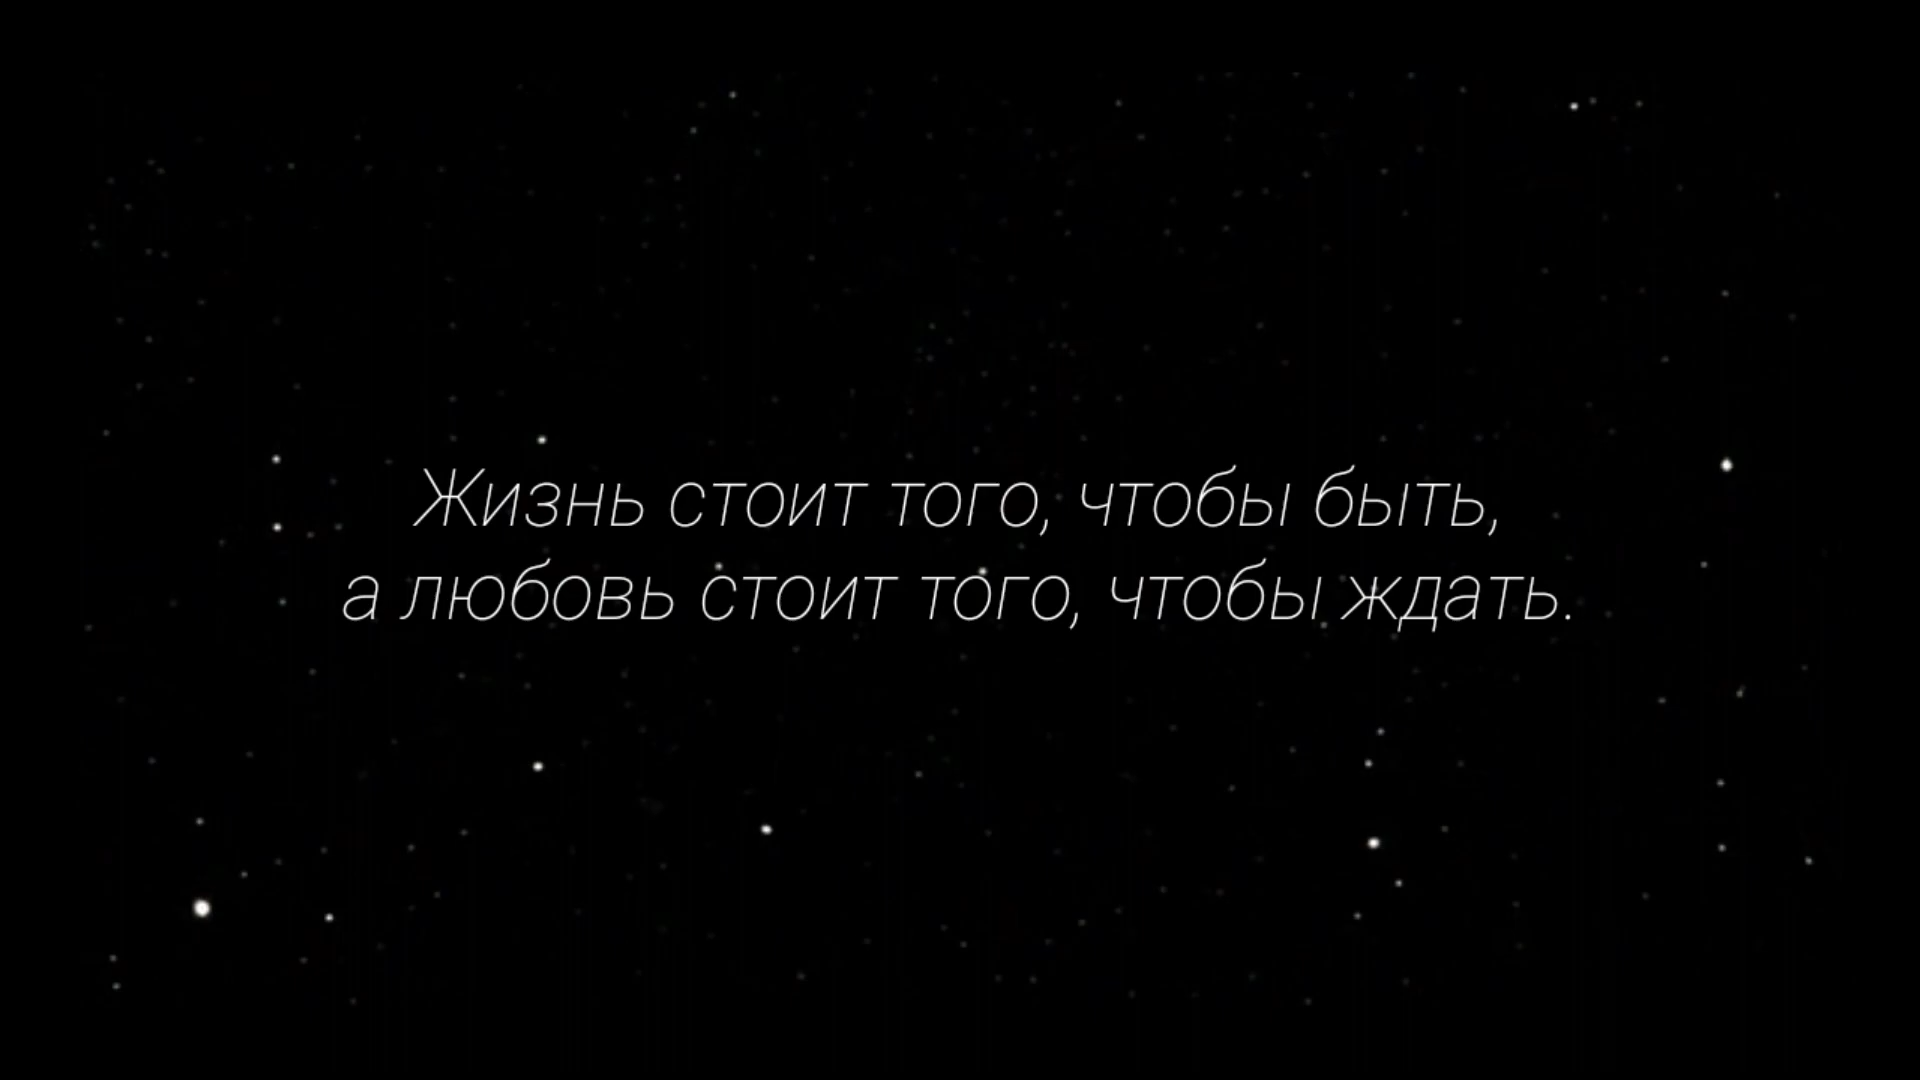 Жизнь стоит того, чтобы быть,
а любовь стоит того, чтобы ждать.